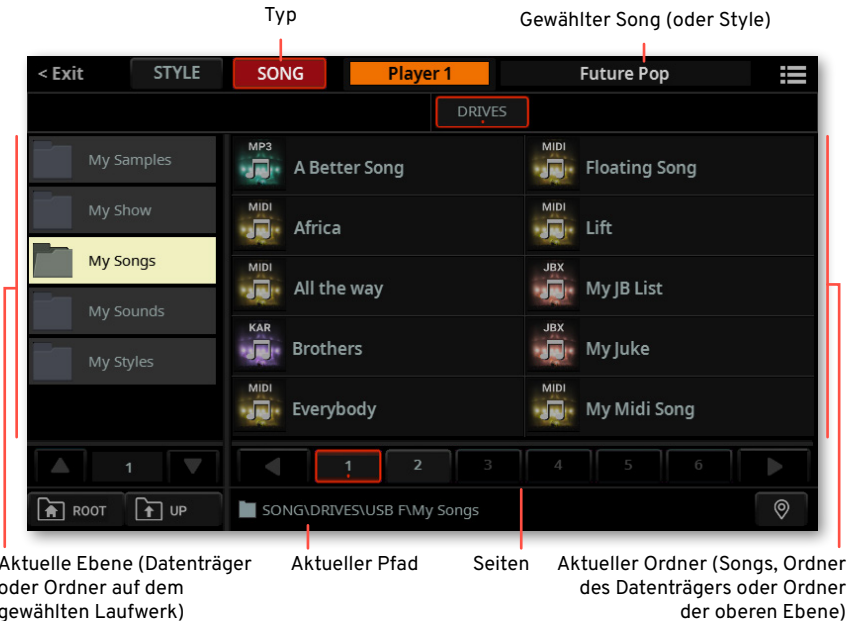 Typ
Gewählter Song (oder Style)
< Exit
STYLE
SONG
Player 1
Future Pop
DRIVES
My Samples
My Show
My Songs
My Sounds
My Styles
MP3
A Better Song
MIDI
Floating Song
MIDI
Africa
MIDI
Lift
MIDI
All the way
JBX
My JB List
KAR
Brothers
JBX
My Juke
MIDI
Everybody
MIDI
My Midi Song
1
1
2
3
4
5
6
ROOT
UP
SONG\DRIVES\USB F\My Songs
Aktuelle Ebene (Datenträger
oder Ordner auf dem
gewählten Laufwerk)
Aktueller Pfad
Seiten
Aktueller Ordner (Songs, Ordner
des Datenträgers oder Ordner
der oberen Ebene)